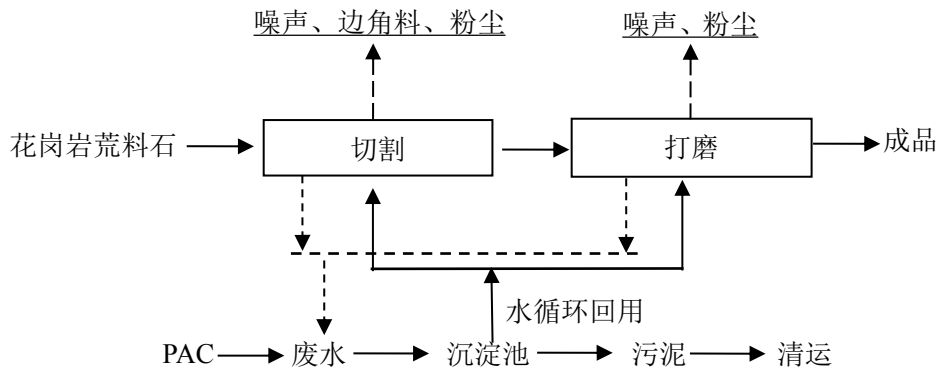 噪声、边角料、粉尘
噪声、粉尘
花岗岩荒料石
切割
打磨
成品
水循环回用
PAC
废水
沉淀池
污泥
清运